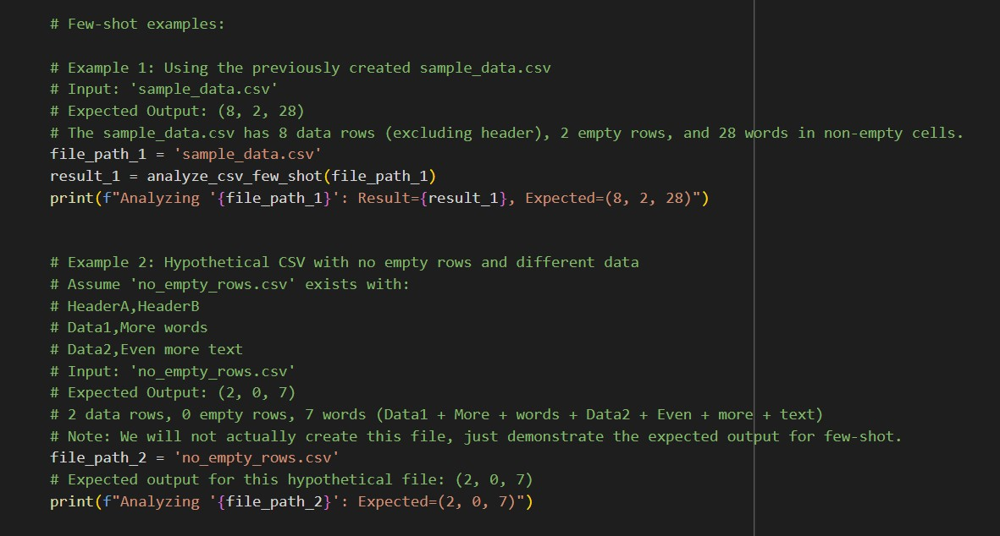 # Few-shot examples:
# Example 1: Using the previously created sample_data.csv
# Input: 'sample_data.csv'
# Expected Output: (8, 2, 28)
# The sample_data.csv has 8 data rows (excluding header), 2 empty rows, and 28 words in non-empty cells.
file_path_1 = 'sample_data.csv'
result_1 = analyze_csv_few_shot(file_path_1)
print(f"Analyzing '{file_path_1}': Result={result_1}, Expected=(8, 2, 28)")
# Example 2: Hypothetical CSV with no empty rows and different data
# Assume 'no_empty_rows.csv' exists with:
# HeaderA,HeaderB
# Data1,More words
# Data2,Even more text
# Input: 'no_empty_rows.csv'
# Expected Output: (2, 0, 7)
# 2 data rows, 0 empty rows, 7 words (Data1 + More + words + Data2 + Even + more + text)
# Note: We will not actually create this file, just demonstrate the expected output for few-shot.
file_path_2 = 'no_empty_rows.csv'
# Expected output for this hypothetical file: (2, 0, 7)
print(f"Analyzing '{file_path_2}': Expected=(2, 0, 7)")